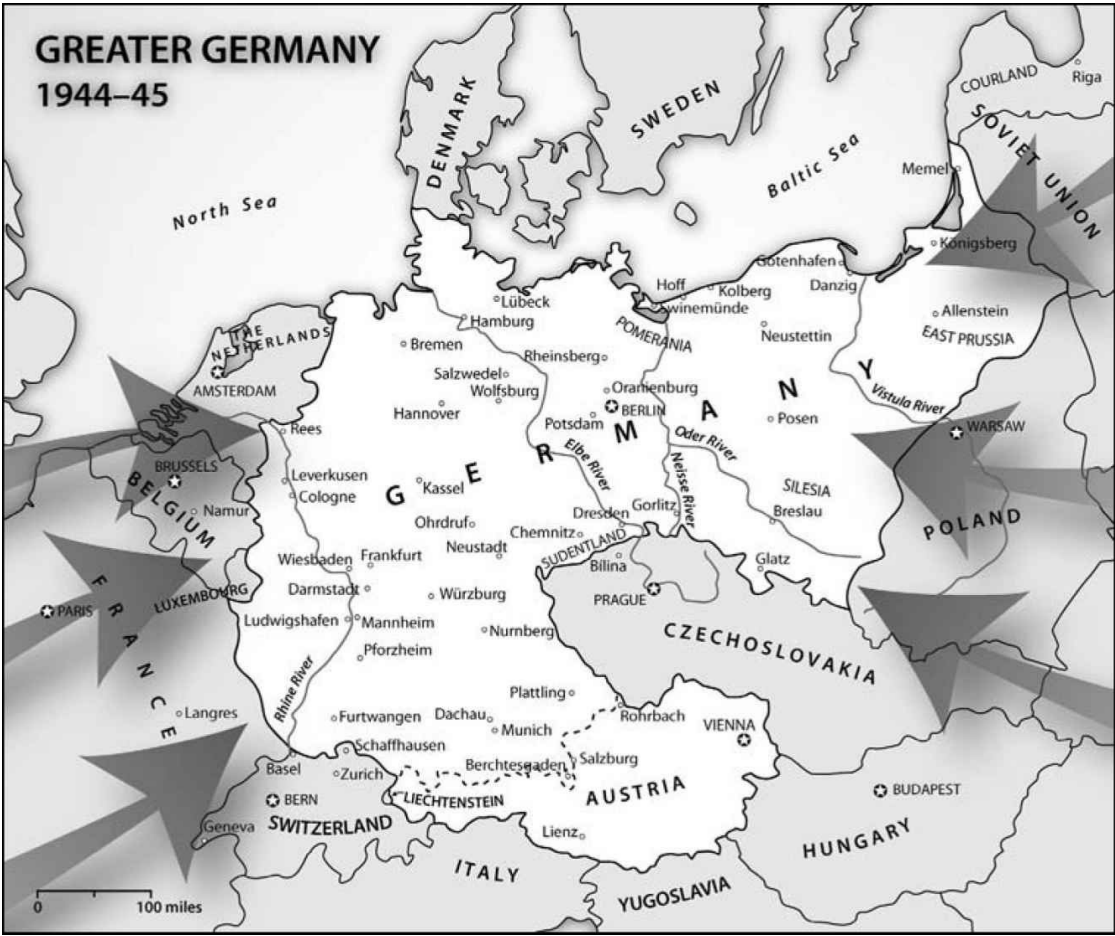 GREATER GERMANY
1944–45
North Sea
DENMARK
SWEDEN
Baltic Sea
COURLAND
Riga
SOVIET UNION
Memel
Königsberg
Gotenhafen
Danzig
Hoff
Kolberg
Swinemünde
POMERANIA
Neustettin
Allenstein
EAST PRUSSIA
Lübeck
Hamburg
Bremen
Rheinsberg
THE
NETHERLANDS
AMSTERDAM
Salzwedel
Wolfsburg
Hannover
Oranienburg
BERLIN
Potsdam
GERMANY
Posen
Vistula River
WARSAW
Rees
Elbe River
Oder River
Neisse River
BRUSSELS
BELGIUM
Namur
Leverkusen
Cologne
Kassel
SILESIA
Breslau
POLAND
Ohrdruf
Chemnitz
Dresden
Gorlitz
Neustadt
SUDENTLAND
Bílina
Glatz
Wiesbaden
Frankfurt
Darmstadt
Würzburg
PRAGUE
LUXEMBOURG
FRANCE
PARIS
Ludwigshafen
Mannheim
Nurnberg
CZECHOSLOVAKIA
Pforzheim
Rhine River
Plattling
Rohrbach
Langres
Furtwangen
Dachau
Munich
VIENNA
Schaffhausen
Basel
Zurich
Berchtesgaden
Salzburg
AUSTRIA
BUDAPEST
BERN
LIECHTENSTEIN
SWITZERLAND
Geneva
Lienz
HUNGARY
ITALY
YUGOSLAVIA
0
100 miles